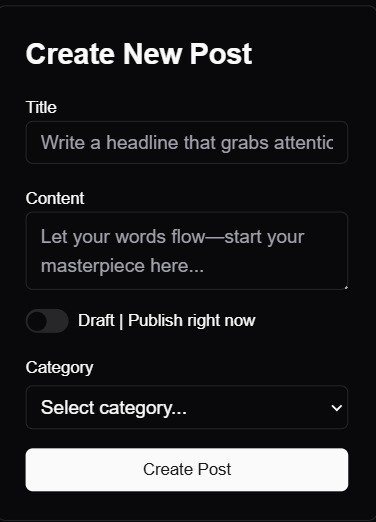 Create New Post
Title
Write a headline that grabs attentic
Content
Let your words flow—start your
masterpiece here...
Draft | Publish right now
Category
Select category...
Create Post